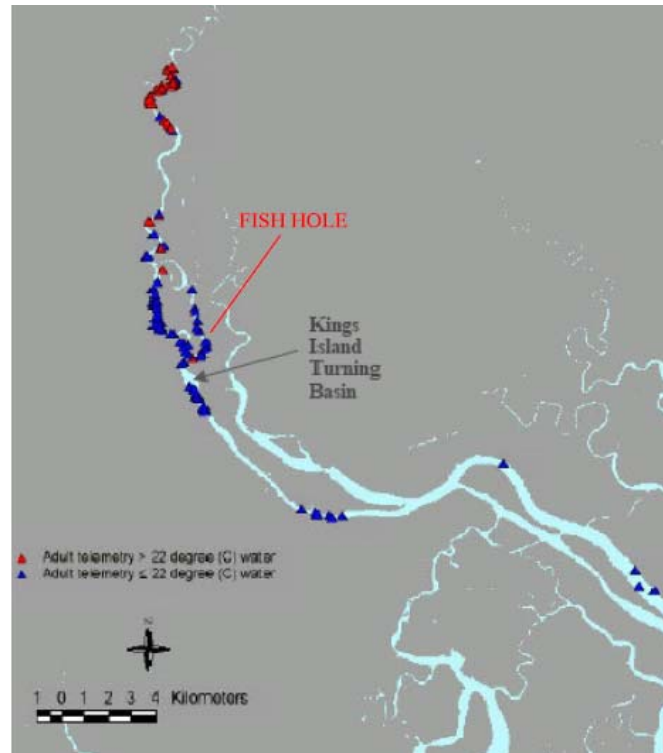 FISH HOLE
Kings
Island
Turning
Basin
Adult telemetry > 22 degree (C) water
Adult telemetry ≤ 22 degree (C) water
N
1 0 1 2 3 4 Kilometers